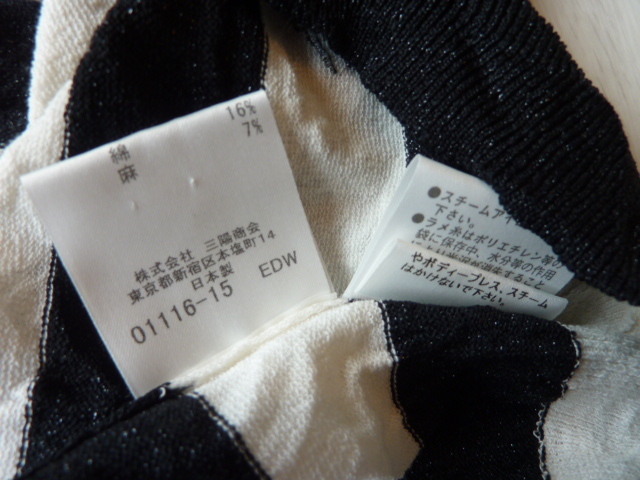 綿 16%
麻 7%
株式会社 三陽商会
東京都新宿区本塩町14
日本製
01116-15 EDW
●スチームアイ
下さい。
●ラメ糸はポリエチレン等
袋に保存中、水分等の作用
やボディープレス、スチーム
はかけないで下さい。